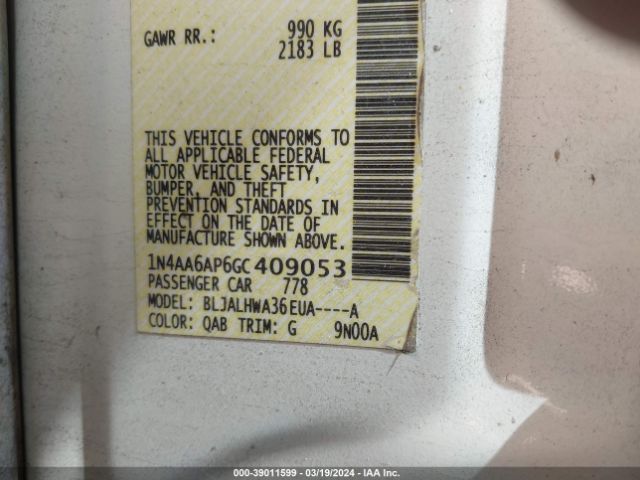 GAWR RR.: 990 KG
2183 LB
THIS VEHICLE CONFORMS TO
ALL APPLICABLE FEDERAL
MOTOR VEHICLE SAFETY,
BUMPER, AND THEFT
PREVENTION STANDARDS IN
EFFECT ON THE DATE OF
MANUFACTURE SHOWN ABOVE.
1N4AA6AP6GC409053
PASSENGER CAR 778
MODEL: BLJALHWA36EUA----A
COLOR: QAB TRIM: G 9N00A
000-39011599 - 03/19/2024 - IAA Inc.